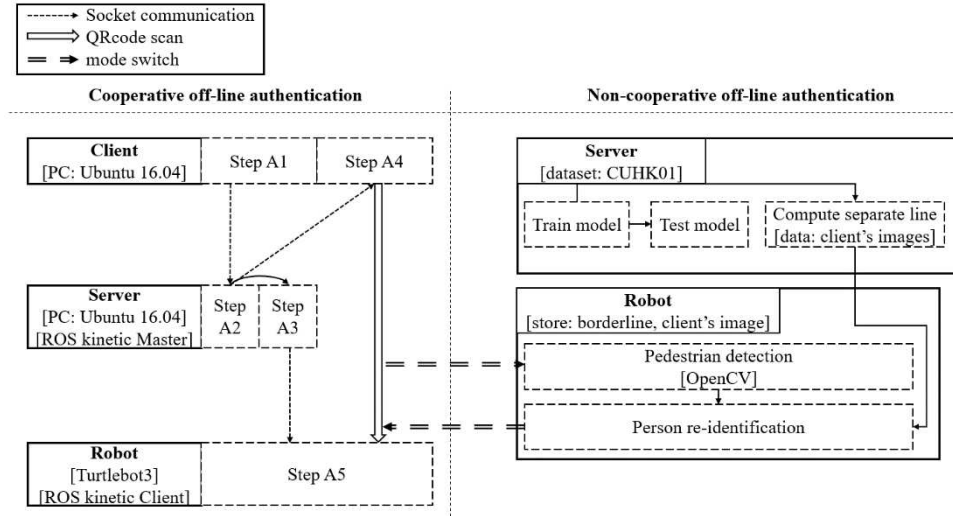 Socket communication
QRcode scan
mode switch
Cooperative off-line authentication
Non-cooperative off-line authentication
Client
[PC: Ubuntu 16.04]
Step A1
Step A4
Server
[PC: Ubuntu 16.04]
[ROS kinetic Master]
Step
A2
Step
A3
Robot
[Turtlebot3]
[ROS kinetic Client]
Step A5
Server
[dataset: CUHK01]
Train model
Test model
Compute separate line
[data: client's images]
Robot
[store: borderline, client's image]
Pedestrian detection
[OpenCV]
Person re-identification